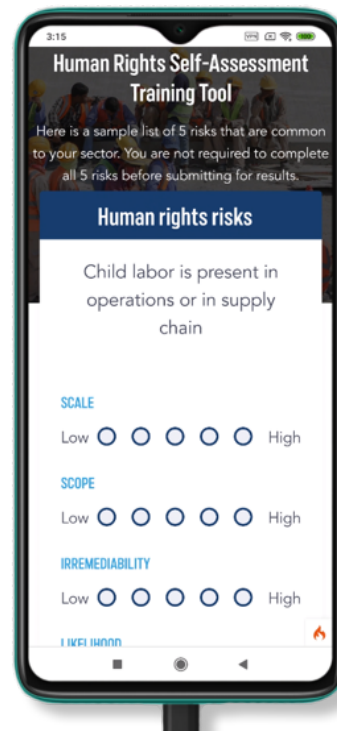 3:15
VPN
Human Rights Self-Assessment
Training Tool
Here is a sample list of 5 risks that are common
to your sector. You are not required to complete
all 5 risks before submitting for results.
Human rights risks
Child labor is present in
operations or in supply
chain
SCALE
Low High
SCOPE
Low High
IRREMEDIABILITY
Low High
LIKELIHOOD